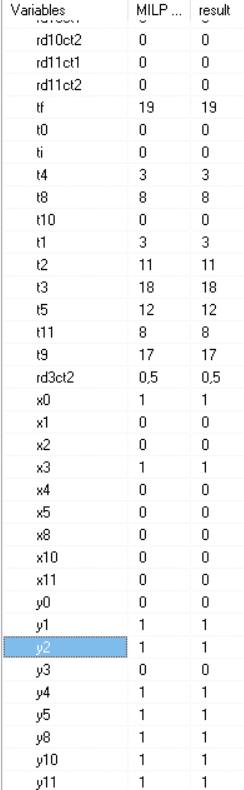 Variables MILP ... result
rd10ct2 0 0
rd11ct1 0 0
rd11ct2 0 0
tf 19 19
t0 0 0
ti 0 0
t4 3 3
t8 8 8
t10 0 0
t1 3 3
t2 11 11
t3 18 18
t5 12 12
t11 8 8
t9 17 17
rd3ct2 0,5 0,5
x0 1 1
x1 0 0
x2 0 0
x3 1 1
x4 0 0
x5 0 0
x8 0 0
x10 0 0
x11 0 0
y0 0 0
y1 1 1
y2 1 1
y3 0 0
y4 1 1
y5 1 1
y8 1 1
y10 1 1
y11 1 1